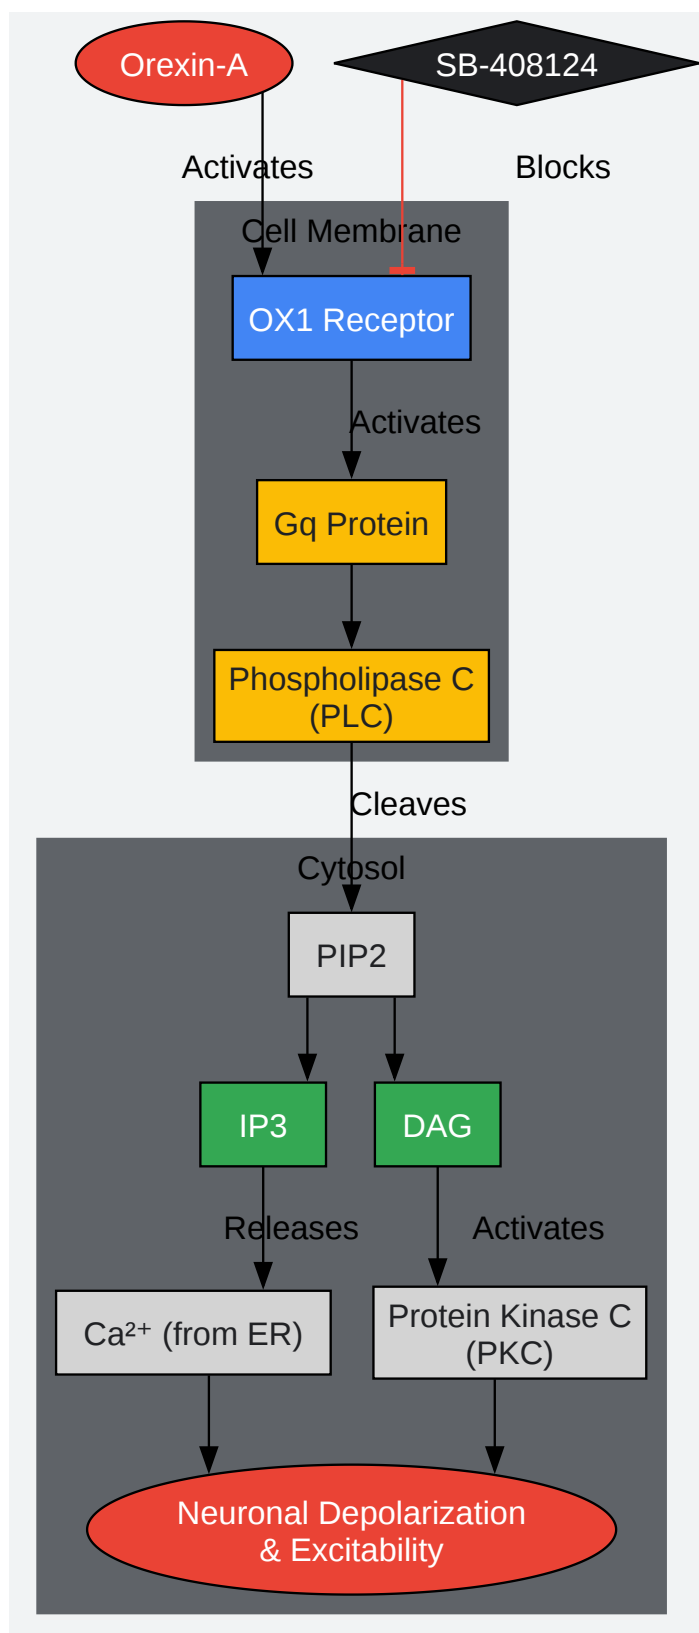 Orexin-A
SB-408124
Activates
Blocks
Cell Membrane
OX1 Receptor
Activates
Gq Protein
Phospholipase C
(PLC)
Cleaves
Cytosol
PIP2
IP3
DAG
Releases
Activates
Ca²⁺ (from ER)
Protein Kinase C
(PKC)
Neuronal Depolarization
& Excitability